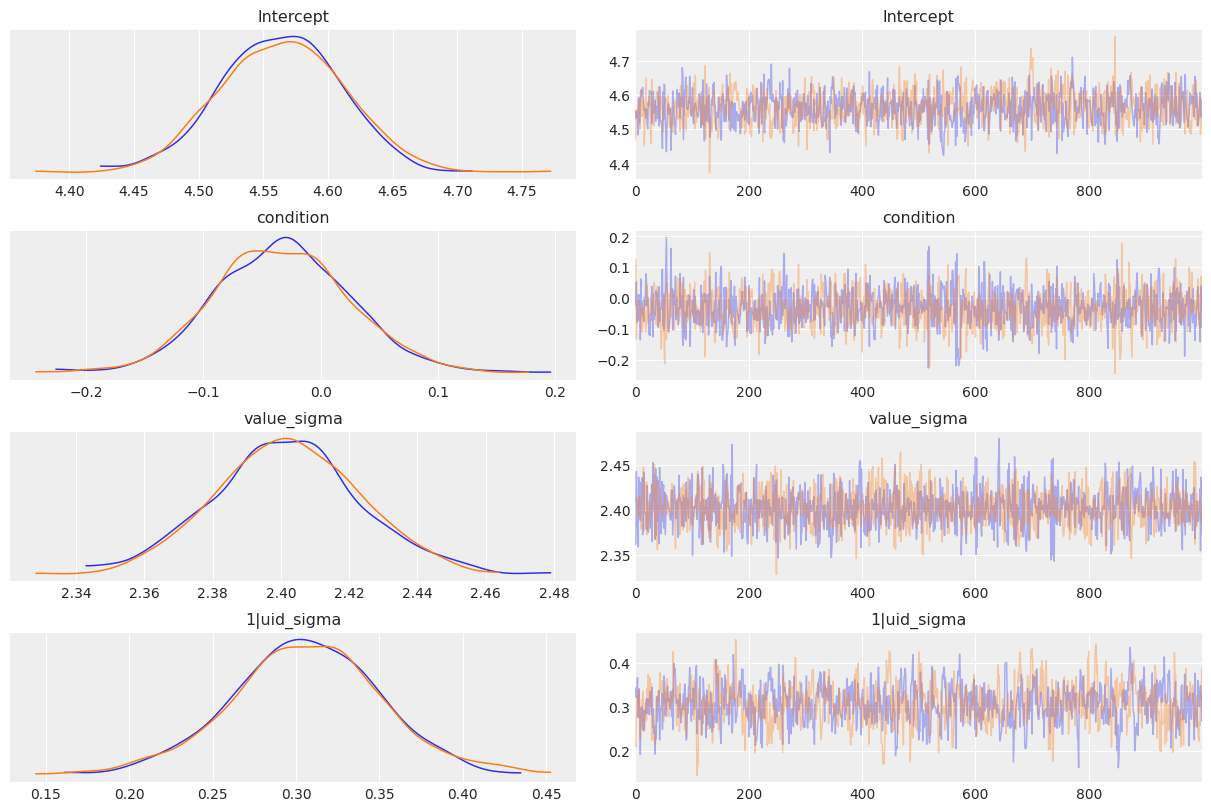 Intercept
Intercept
4.7
4.6
4.5
4.4
4.40 4.45 4.50 4.55 4.60 4.65 4.70 4.75
0 200 400 600 800
condition
condition
0.2
0.1
0.0
−0.1
−0.2
−0.2 −0.1 0.0 0.1 0.2
0 200 400 600 800
value_sigma
value_sigma
2.45
2.40
2.35
2.34 2.36 2.38 2.40 2.42 2.44 2.46 2.48
0 200 400 600 800
1|uid_sigma
1|uid_sigma
0.4
0.3
0.2
0.15 0.20 0.25 0.30 0.35 0.40 0.45
0 200 400 600 800